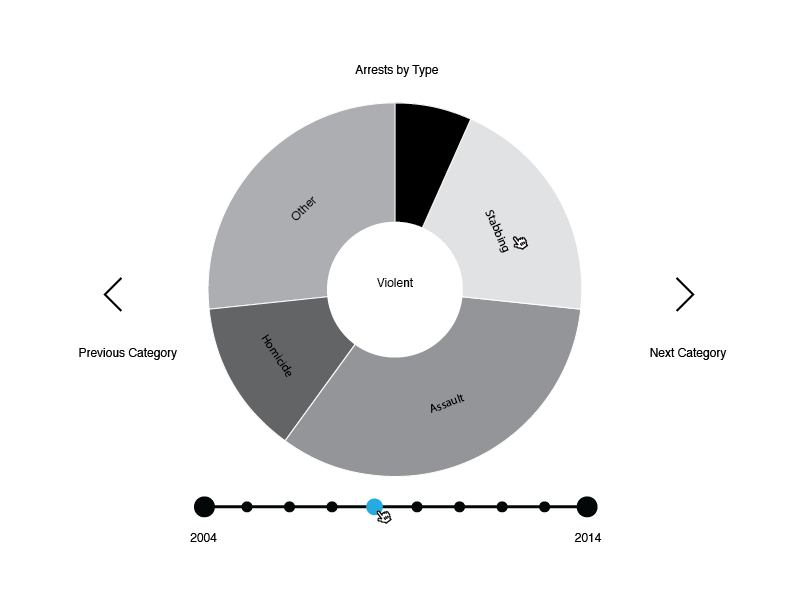 Arrests by Type
Other
Stabbing
Violent
Homicide
Assault
Previous Category
Next Category
2004
2014